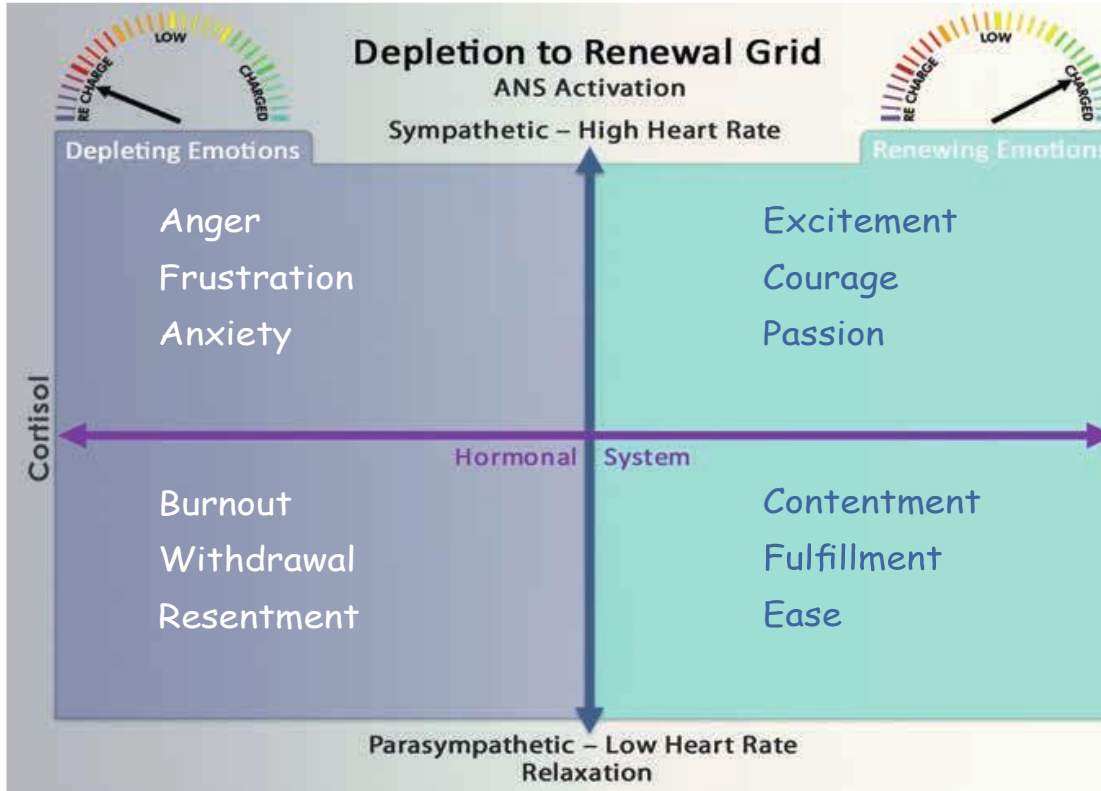 LOW
RE CHARGE
CHARGED
Depletion to Renewal Grid
ANS Activation
Sympathetic – High Heart Rate
LOW
RE CHARGE
CHARGED
Depleting Emotions
Renewing Emotions
Anger
Frustration
Anxiety
Excitement
Courage
Passion
Cortisol
Hormonal System
Burnout
Withdrawal
Resentment
Contentment
Fulfillment
Ease
Parasympathetic – Low Heart Rate
Relaxation